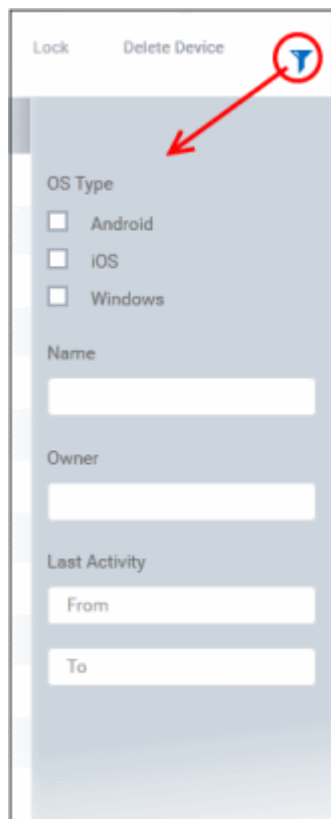 Lock Delete Device
OS Type
Android
iOS
Windows
Name
Owner
Last Activity
From
To